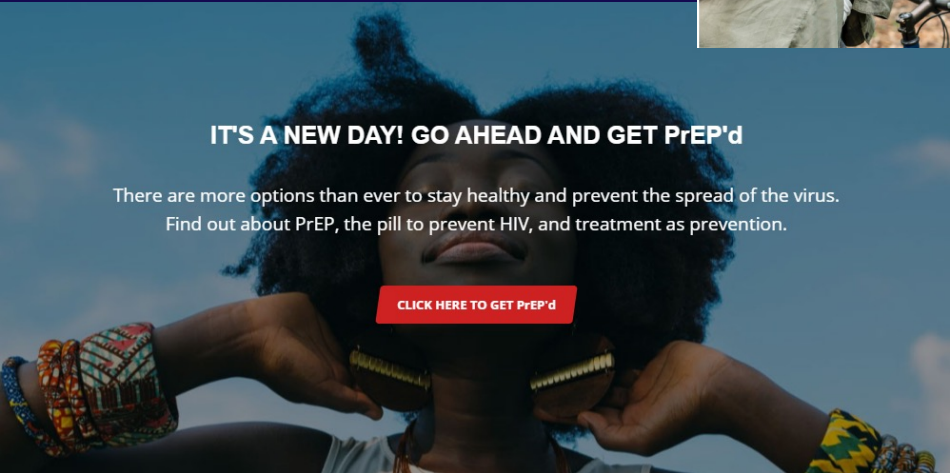 IT'S A NEW DAY! GO AHEAD AND GET PrEP'd
There are more options than ever to stay healthy and prevent the spread of the virus.
Find out about PrEP, the pill to prevent HIV, and treatment as prevention.
CLICK HERE TO GET PrEP'd